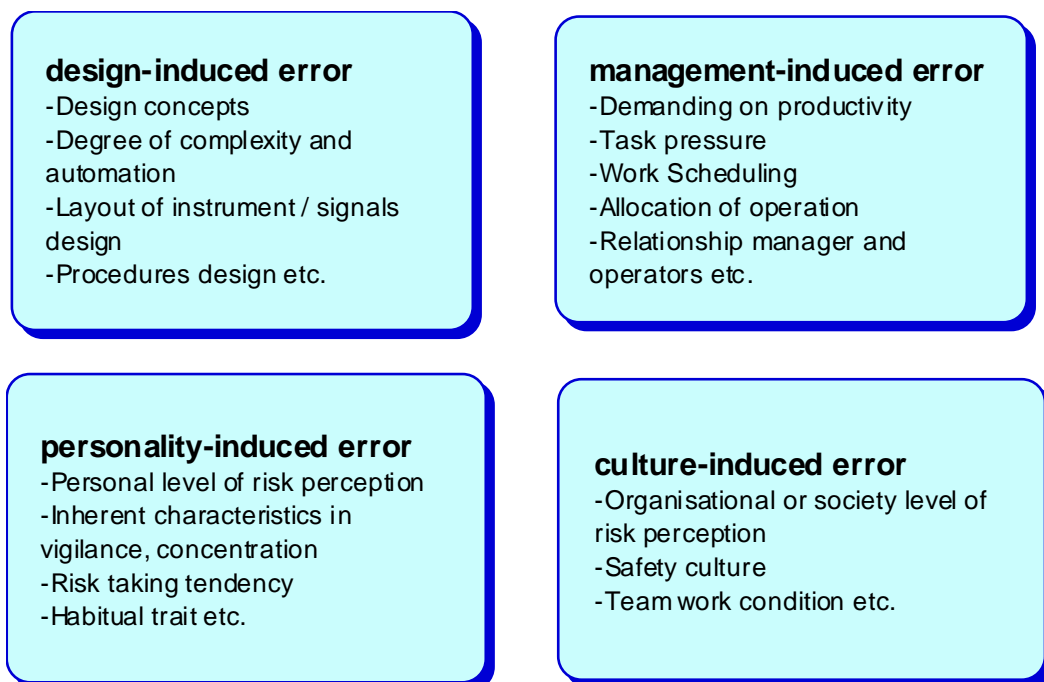 design-induced error
-Design concepts
-Degree of complexity and
automation
-Layout of instrument / signals
design
-Procedures design etc.
management-induced error
-Demanding on productivity
-Task pressure
-Work Scheduling
-Allocation of operation
-Relationship manager and
operators etc.
personality-induced error
-Personal level of risk perception
-Inherent characteristics in
vigilance, concentration
-Risk taking tendency
-Habitual trait etc.
culture-induced error
-Organisational or society level of
risk perception
-Safety culture
-Team work condition etc.